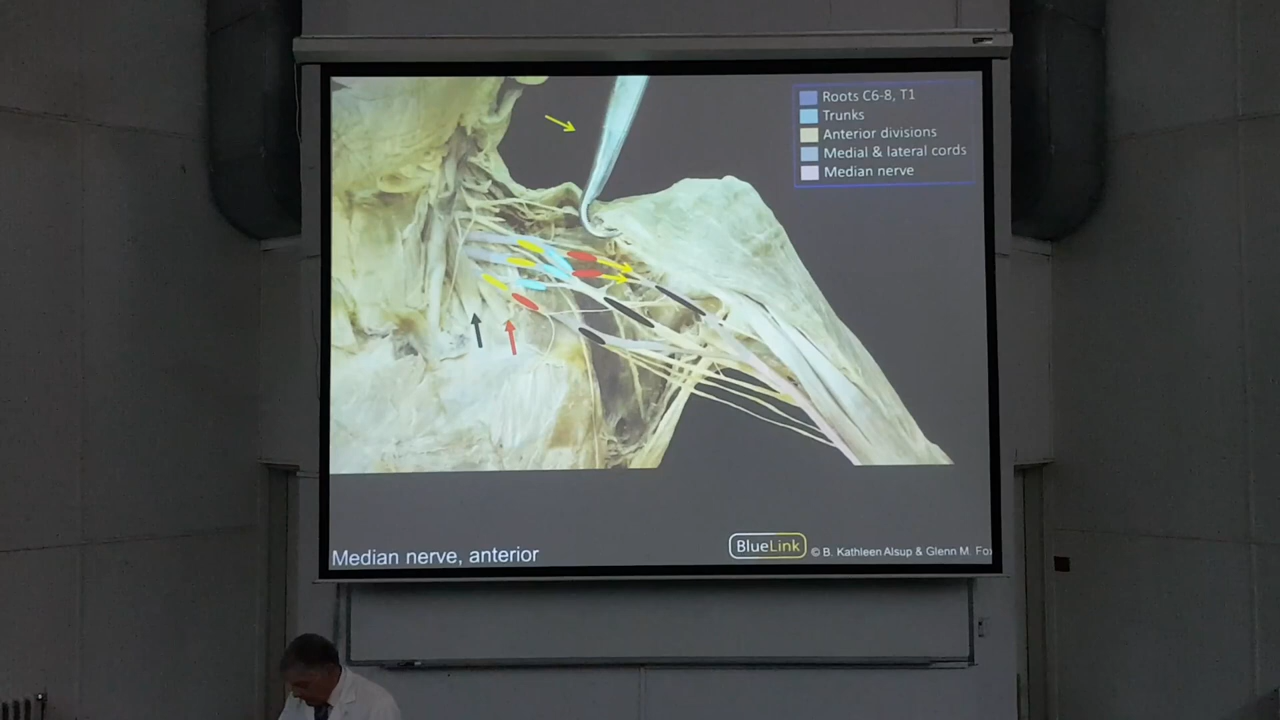 Roots C6-8, T1
Trunks
Anterior divisions
Medial & lateral cords
Median nerve
Median nerve, anterior
BlueLink
© B. Kathleen Alsup & Glenn M. Fox